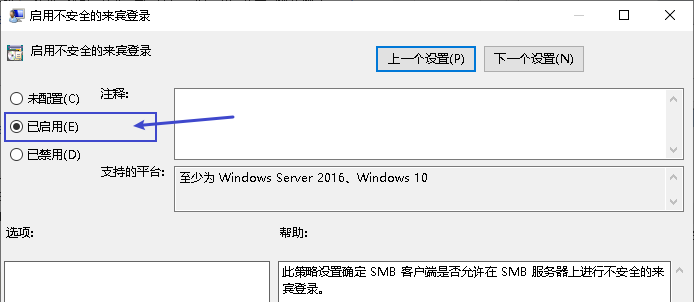 启用不安全的来宾登录
启用不安全的来宾登录
上一个设置(P)
下一个设置(N)
未配置(C)
注释:
已启用(E)
已禁用(D)
支持的平台:
至少为 Windows Server 2016、Windows 10
选项:
帮助:
此策略设置确定 SMB 客户端是否允许在 SMB 服务器上进行不安全的来
宾登录。